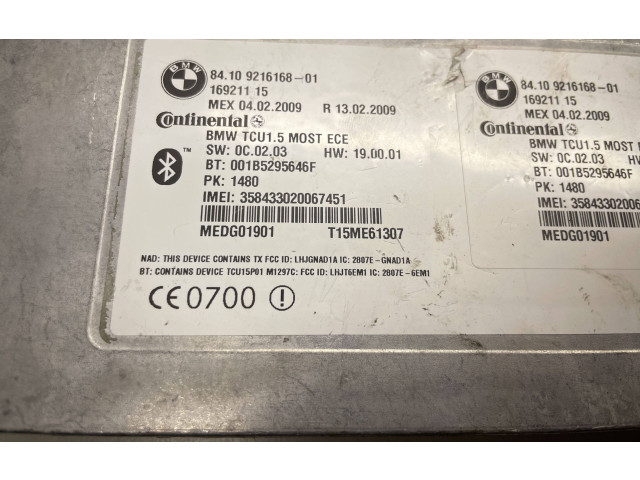 BMW
84.10 9216168-01
169211 15
MEX 04.02.2009 R 13.02.2009
Continental
BMW TCU1.5 MOST ECE
SW: 0C.02.03 HW: 19.00.01
BT: 001B5295646F
PK: 1480
IMEI: 358433020067451
MEDG01901 T15ME61307
NAD: THIS DEVICE CONTAINS TX FCC ID: LHJGNAD1A IC: 2807E-GNAD1A
BT: CONTAINS DEVICE TCU15P01 M1297C: FCC ID: LHJT6EM1 IC: 2807E-6EM1
CE0700
BMW
84.10 9216168-01
169211 15
MEX 04.02.2009
Continental
BMW TCU1.5 MOST E
SW: 0C.02.03 HW
BT: 001B5295646F
PK: 1480
IMEI: 3584330200
MEDG01901